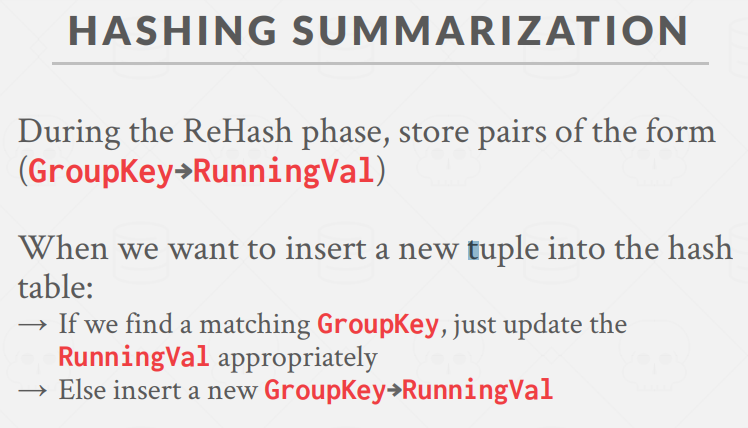 HASHING SUMMARIZATION
During the ReHash phase, store pairs of the form
(GroupKey→RunningVal)
When we want to insert a new tuple into the hash
table:
→ If we find a matching GroupKey, just update the
RunningVal appropriately
→ Else insert a new GroupKey→RunningVal